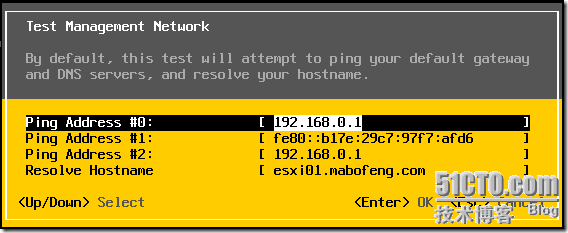 Test Management Network
By default, this test will attempt to ping your default gateway
and DNS servers, and resolve your hostname.
Ping Address #0: [ 192.168.0.1 ]
Ping Address #1: [ fe80::b17e:29c7:97f7:afd6 ]
Ping Address #2: [ 192.168.0.1 ]
Resolve Hostname [ esxi01.mabofeng.com ]
<Up/Down> Select <Enter> OK <Esc> Cancel
51CTO.com
技术博客 Blog